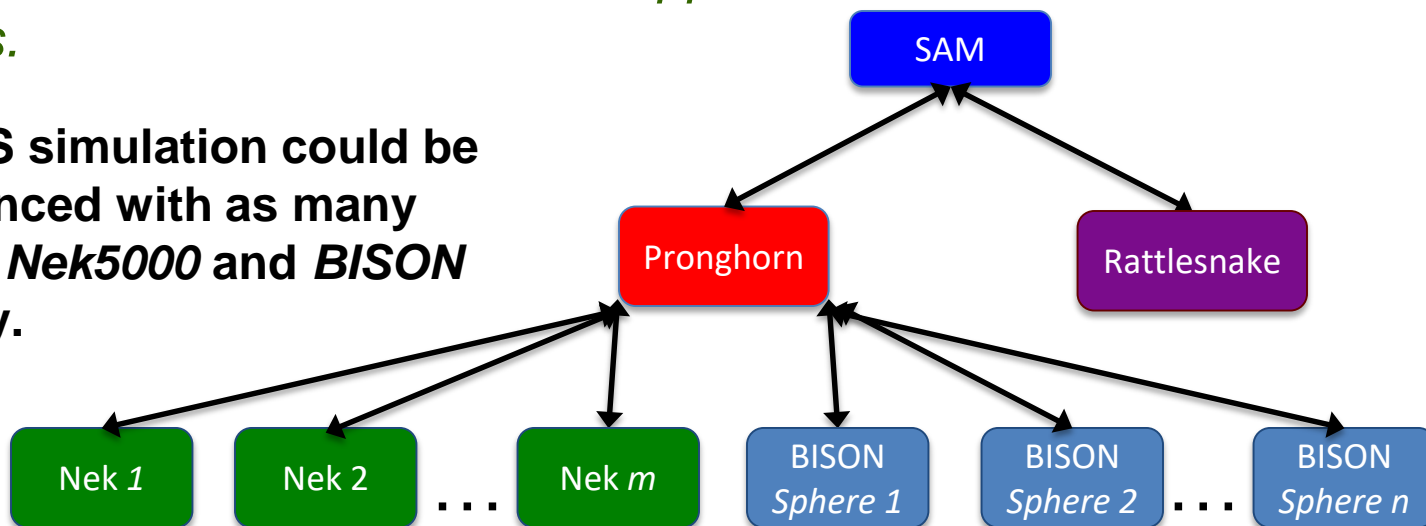 s.
SAM
S simulation could be
nced with as many
Nek5000 and BISON
y.
Pronghorn
Rattlesnake
Nek 1
Nek 2
. . .
Nek m
BISON
Sphere 1
BISON
Sphere 2
. . .
BISON
Sphere n